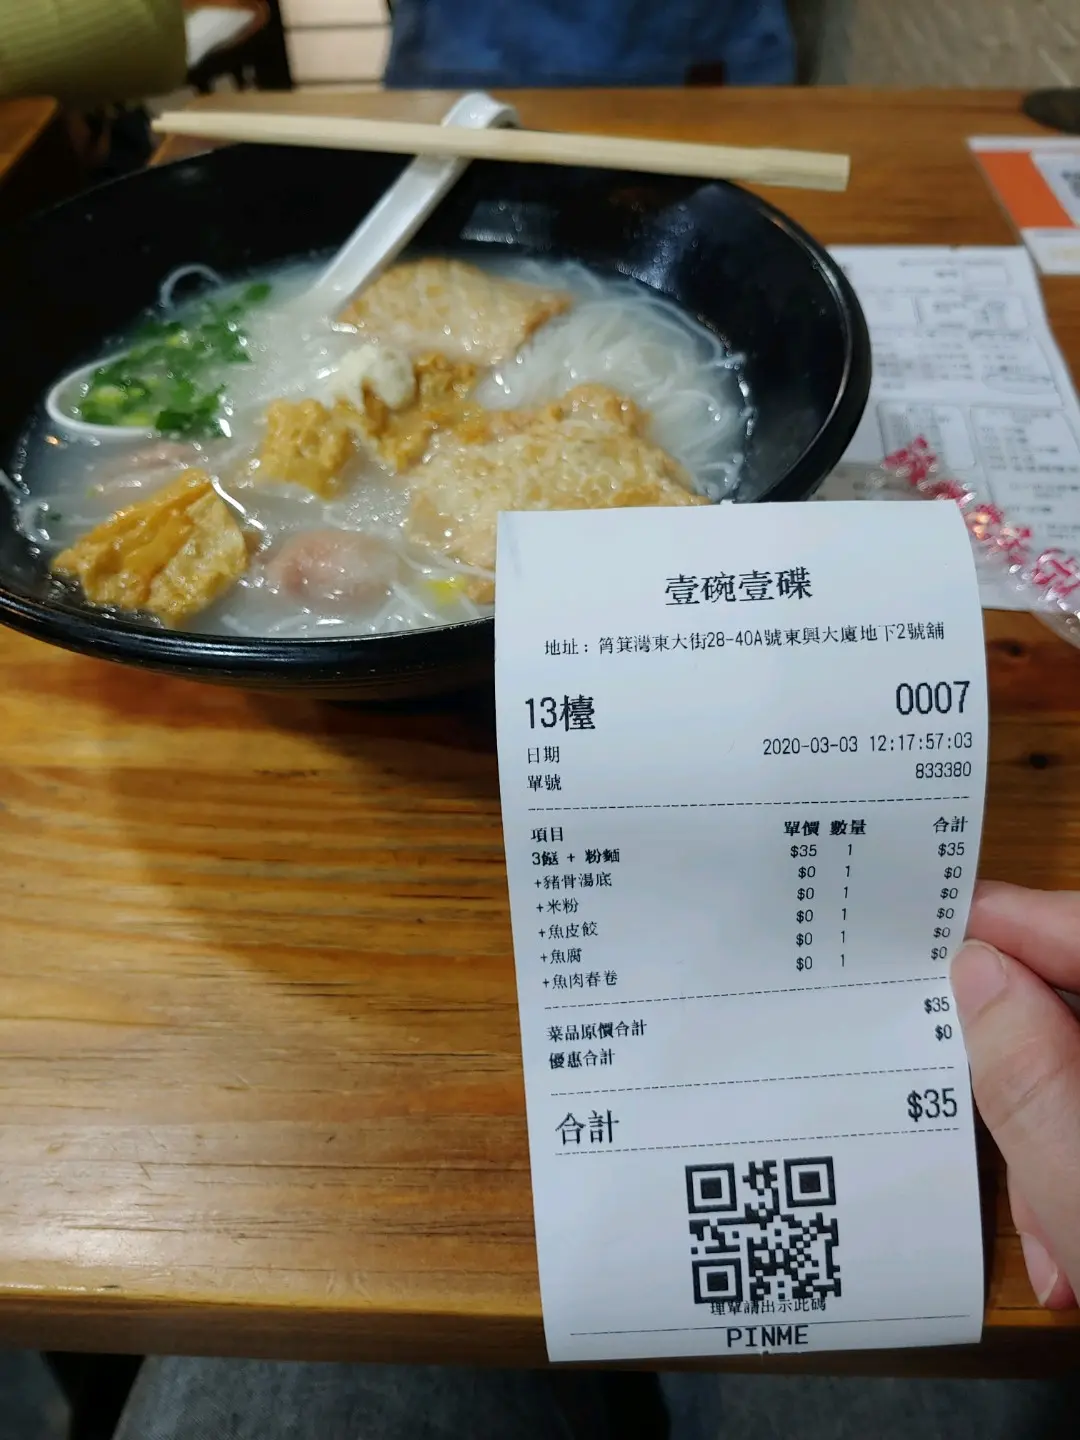 壹碗壹碟
地址: 筲箕灣東大街28-40A號東興大廈地下2號舖
13檯 0007
日期 2020-03-03 12:17:57:03
單號 833380
項目 單價 數量 合計
3餸 + 粉麵 $35 1 $35
+豬骨湯底 $0 1 $0
+米粉 $0 1 $0
+魚皮餃 $0 1 $0
+魚腐 $0 1 $0
+魚肉春卷 $0 1 $0
菜品原價合計 $35
優惠合計 $0
合計 $35
理單請出示此碼
PINME